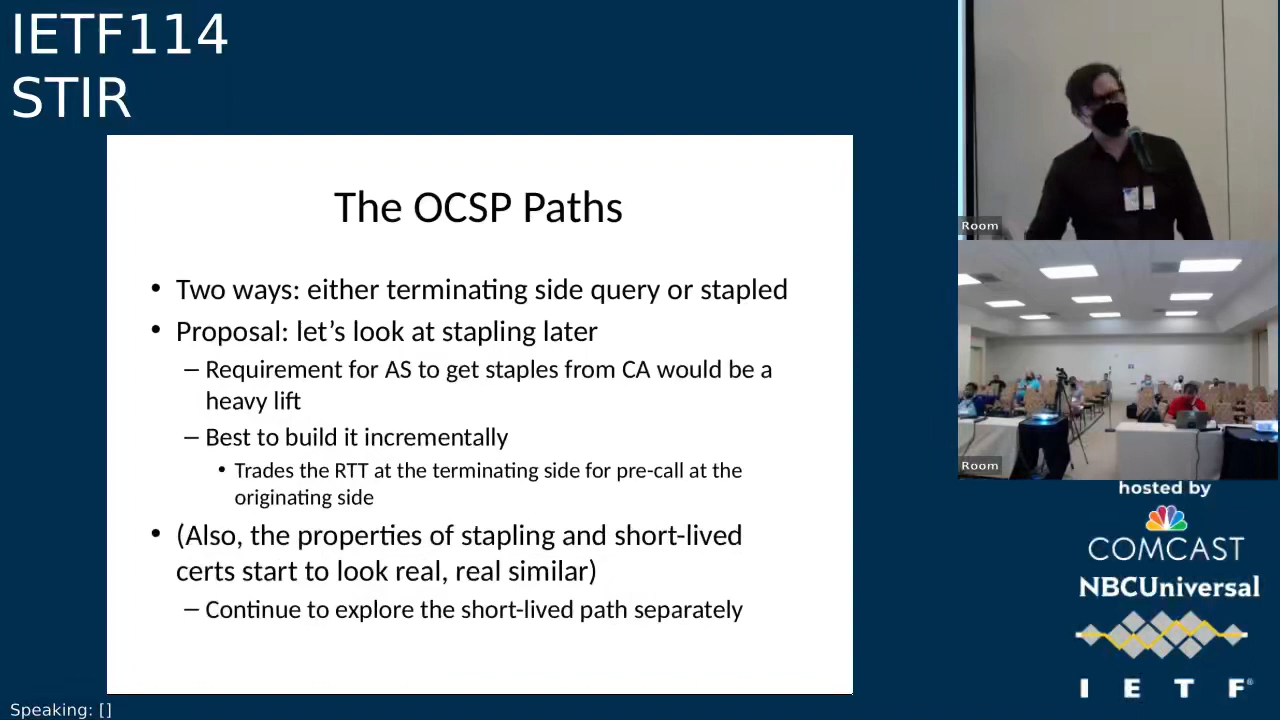 IETF114
STIR
The OCSP Paths
• Two ways: either terminating side query or stapled
• Proposal: let’s look at stapling later
– Requirement for AS to get staples from CA would be a
heavy lift
– Best to build it incrementally
• Trades the RTT at the terminating side for pre-call at the
originating side
• (Also, the properties of stapling and short-lived
certs start to look real, real similar)
– Continue to explore the short-lived path separately
Room
Room
hosted by
COMCAST
NBCUniversal
I E T F®
Speaking: []